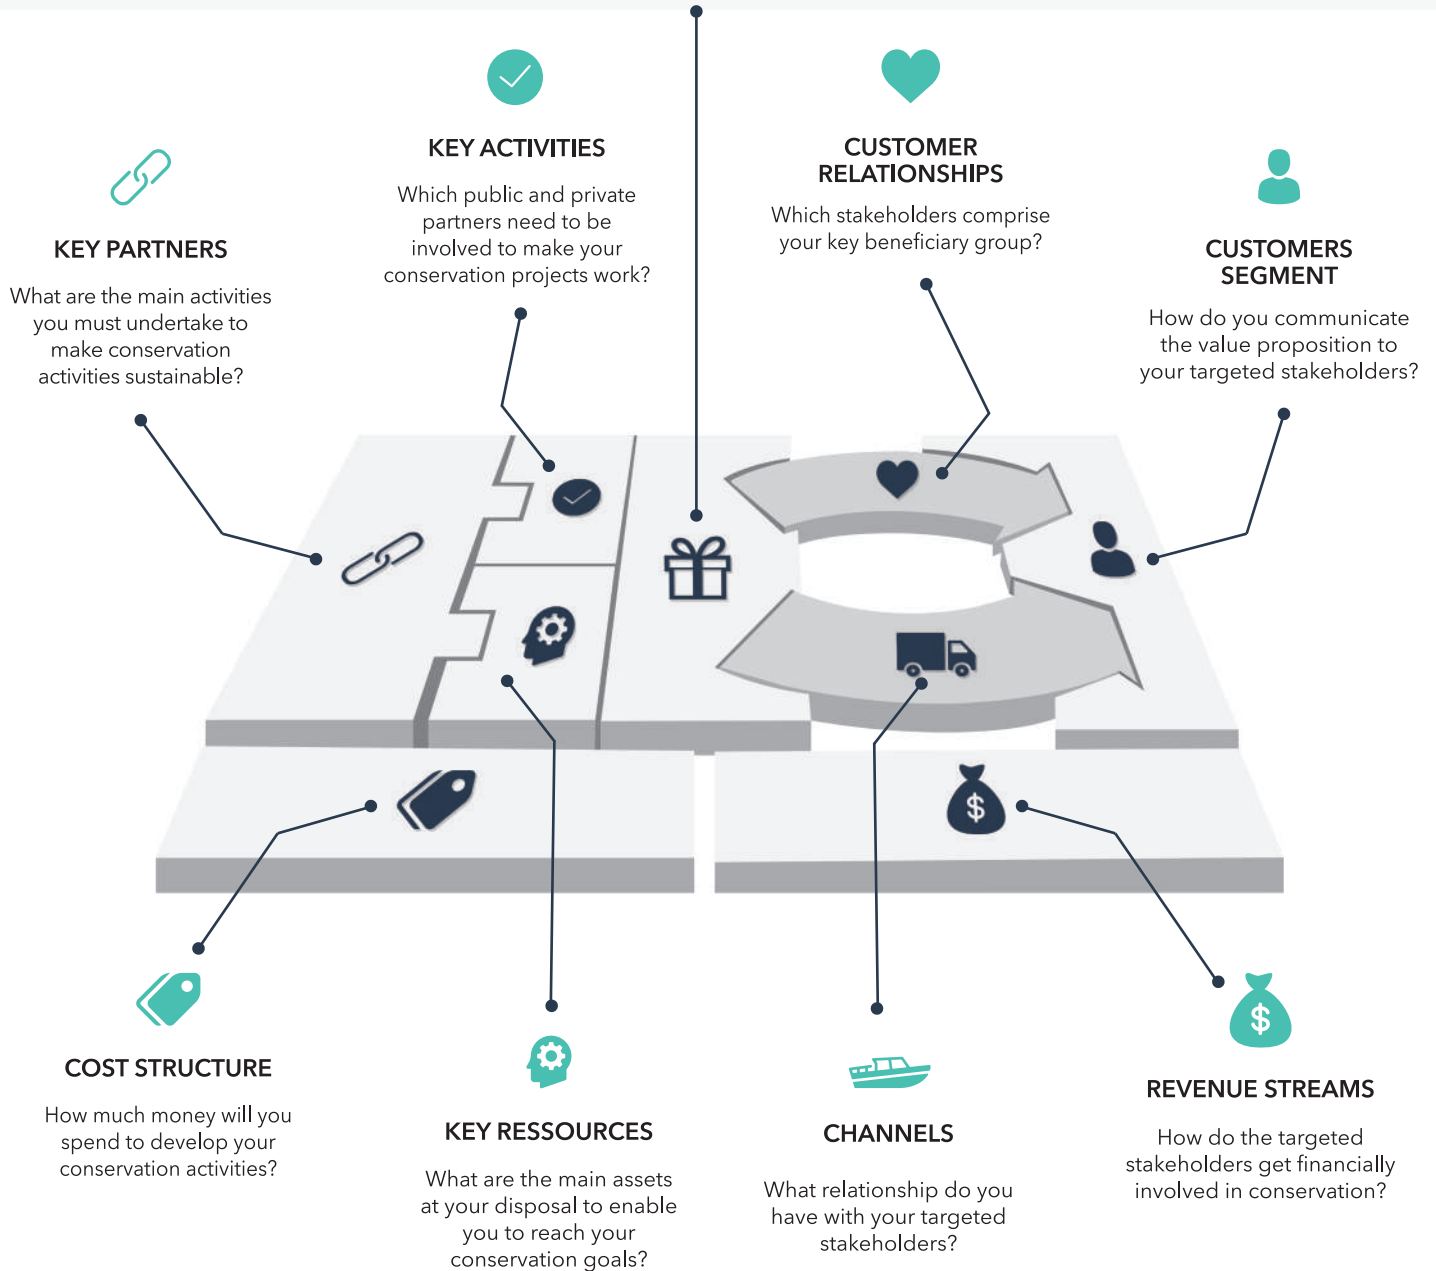 KEY ACTIVITIES
Which public and private
partners need to be
involved to make your
conservation projects work?
CUSTOMER
RELATIONSHIPS
Which stakeholders comprise
your key beneficiary group?
KEY PARTNERS
What are the main activities
you must undertake to
make conservation
activities sustainable?
CUSTOMERS
SEGMENT
How do you communicate
the value proposition to
your targeted stakeholders?
$
COST STRUCTURE
How much money will you
spend to develop your
conservation activities?
KEY RESSOURCES
What are the main assets
at your disposal to enable
you to reach your
conservation goals?
CHANNELS
What relationship do you
have with your targeted
stakeholders?
$
REVENUE STREAMS
How do the targeted
stakeholders get financially
involved in conservation?